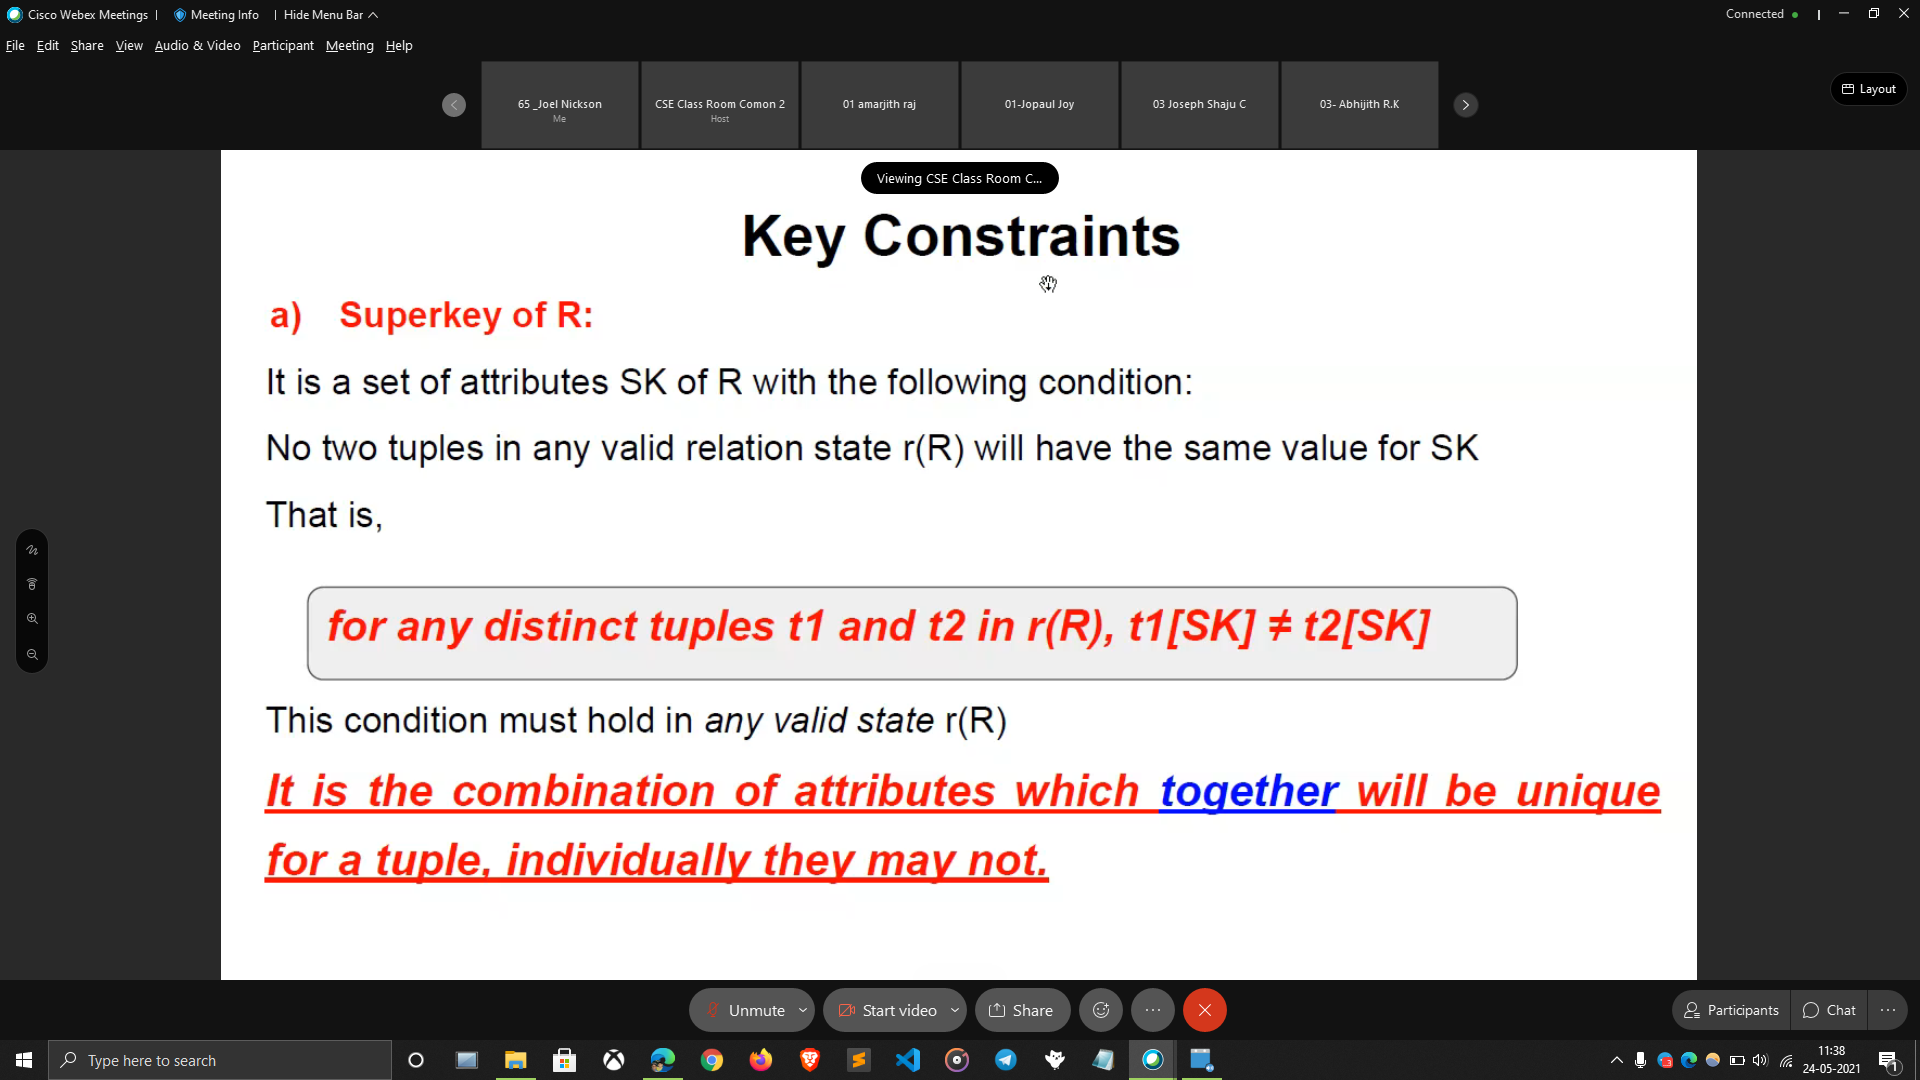 Cisco Webex Meetings | Meeting Info | Hide Menu Bar
Connected
File Edit Share View Audio & Video Participant Meeting Help
65 _Joel Nickson
Me
CSE Class Room Comon 2
Host
01 amarjith raj
01-Jopaul Joy
03 Joseph Shaju C
03- Abhijith R.K
Layout
Viewing CSE Class Room C...
Key Constraints
a) Superkey of R:
It is a set of attributes SK of R with the following condition:
No two tuples in any valid relation state r(R) will have the same value for SK
That is,
for any distinct tuples t1 and t2 in r(R), t1[SK] ≠ t2[SK]
This condition must hold in any valid state r(R)
It is the combination of attributes which together will be unique
for a tuple, individually they may not.
Unmute
Start video
Share
Participants
Chat
Type here to search
11:38
24-05-2021
1